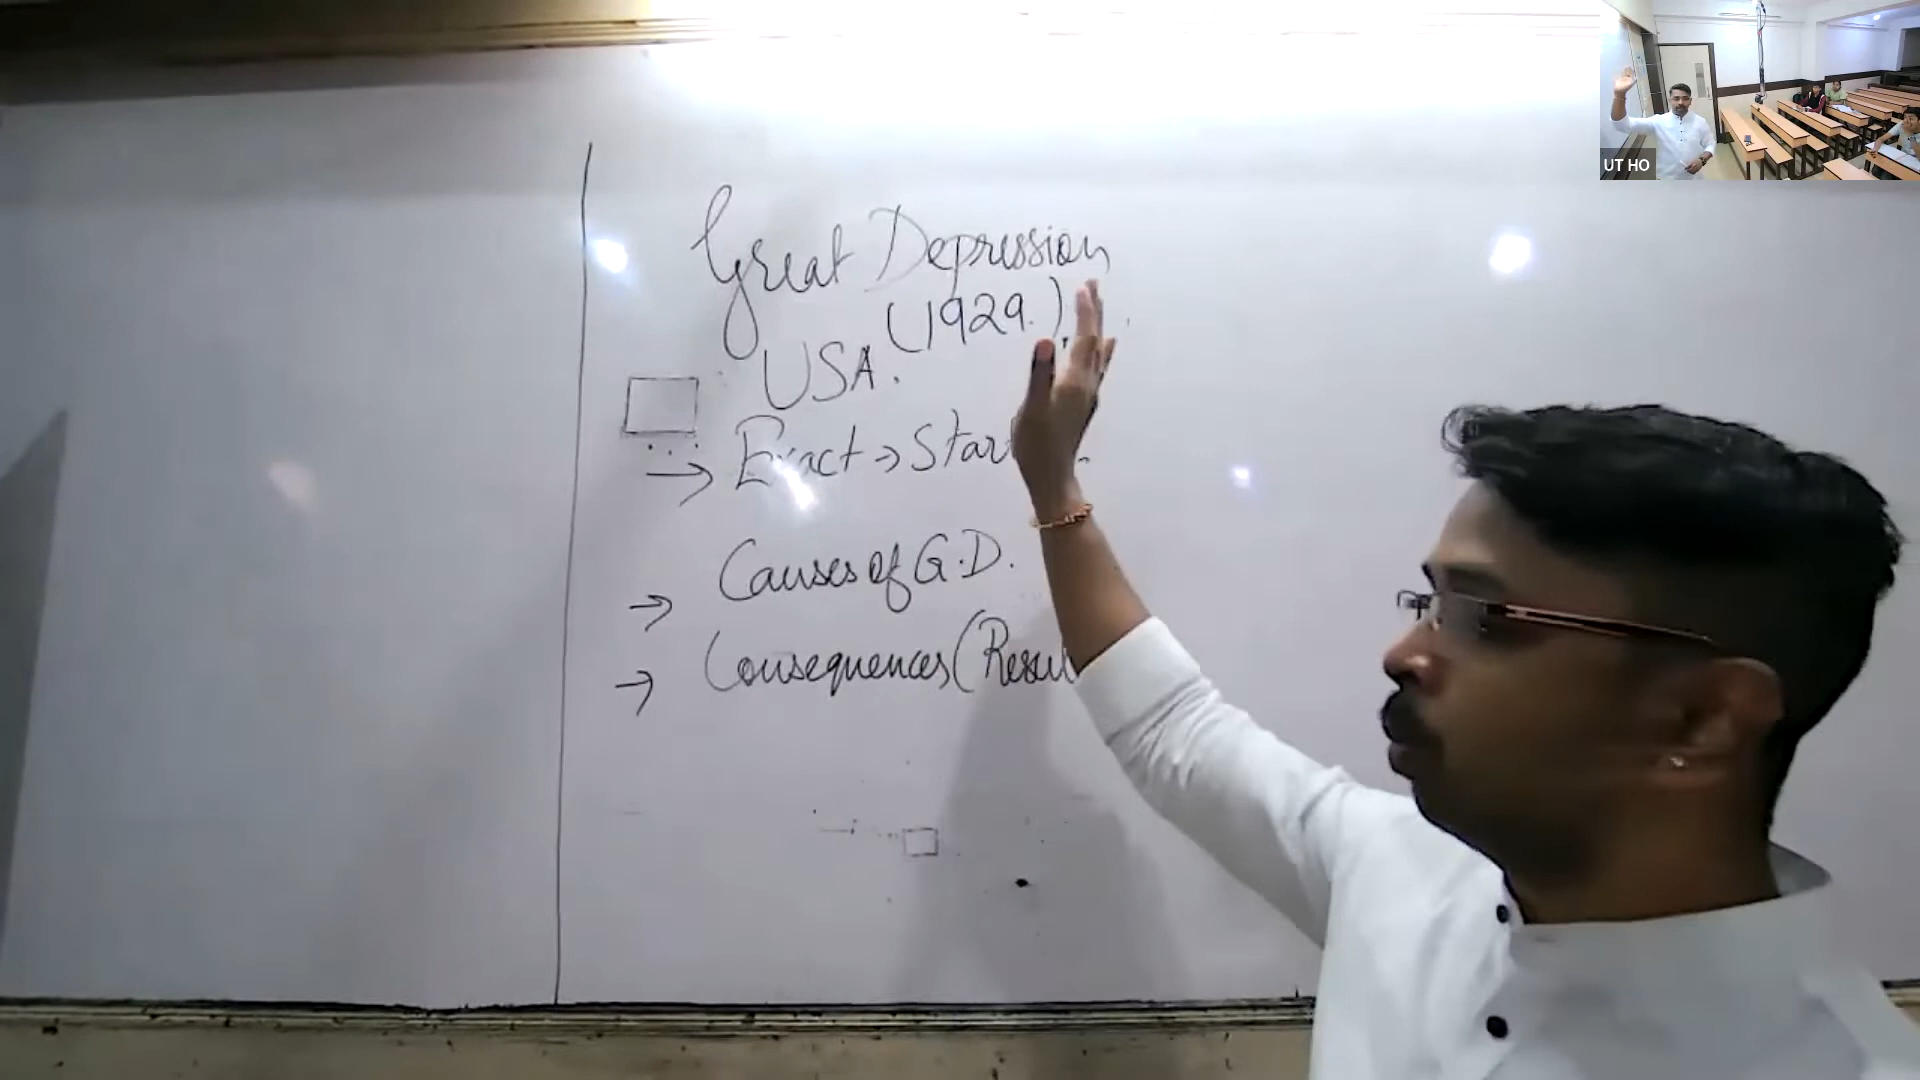 Great Depression
(1929.)
USA.
→ Exact → Star
→ Causes of G.D.
→ Consequences (Resul
UT HO